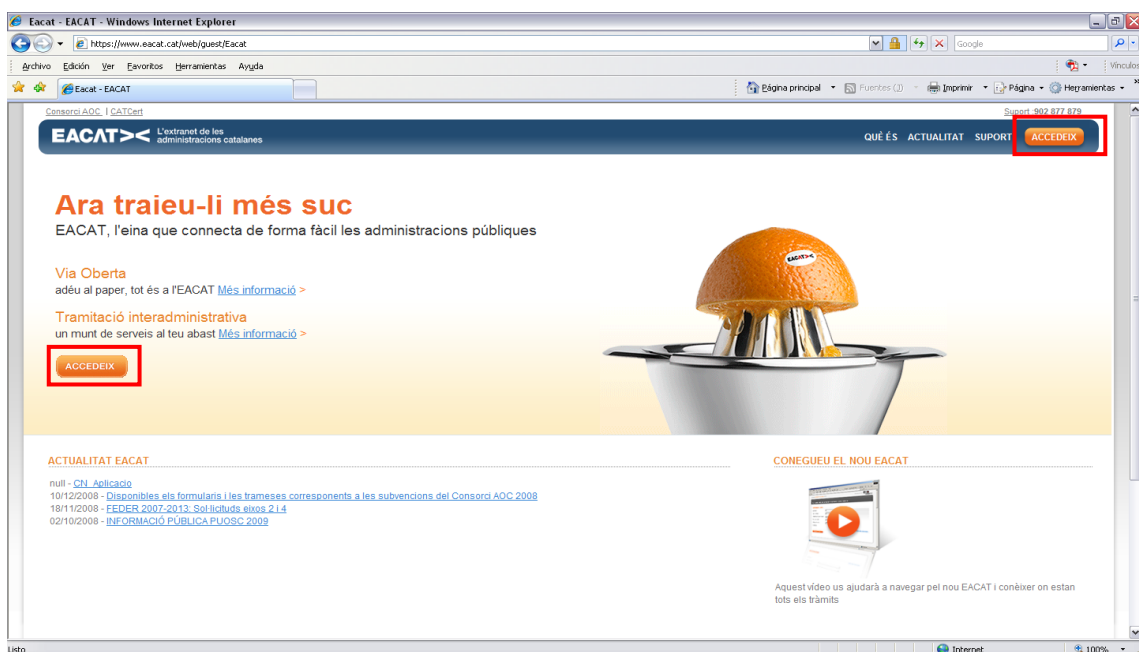 Eacat - EACAT - Windows Internet Explorer
https://www.eacat.cat/web/guest/Eacat
Google
Archivo Edición Ver Favoritos Herramientas Ayuda
Vínculos
Eacat - EACAT
Página principal Fuentes (J) Imprimir Página Herramientas
Consorci AOC | CATCert
Suport :902 877 879
EACAT>< L'extranet de les
administracions catalanes
QUÈ ÉS ACTUALITAT SUPORT ACCEDEIX
Ara traieu-li més suc
EACAT, l'eina que connecta de forma fàcil les administracions públiques
EACAT><
Via Oberta
adéu al paper, tot és a l'EACAT Més informació >
Tramitació interadministrativa
un munt de serveis al teu abast Més informació >
ACCEDEIX
ACTUALITAT EACAT
null - CN_Aplicacio
10/12/2008 - Disponibles els formularis i les trameses corresponents a les subvencions del Consorci AOC 2008
18/11/2008 - FEDER 2007-2013: Sol·licituds eixos 2 i 4
02/10/2008 - INFORMACIÓ PÚBLICA PUOSC 2009
CONEGUEU EL NOU EACAT
Aquest vídeo us ajudarà a navegar pel nou EACAT i conèixer on estan
tots els tràmits
Listo
Internet
100%